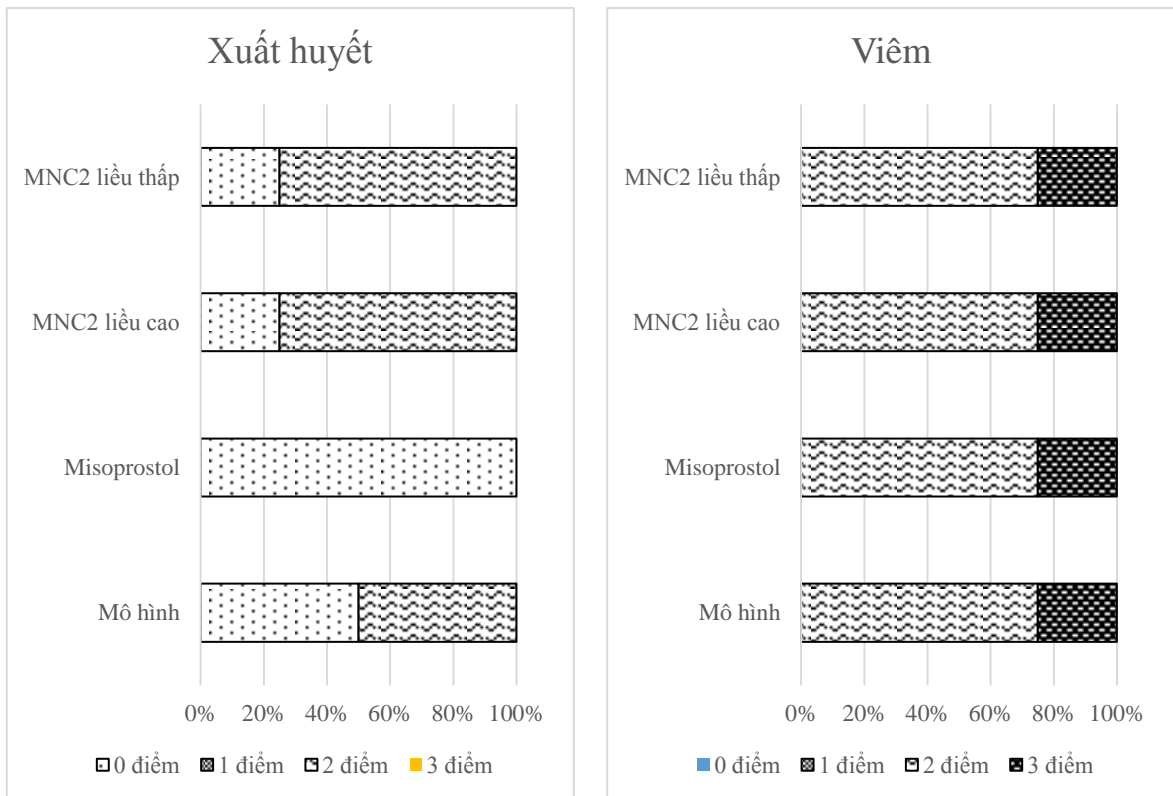 Xuất huyết
MNC2 liều thấp
MNC2 liều cao
Misoprostol
Mô hình
0% 20% 40% 60% 80% 100%
0 điểm 1 điểm 2 điểm 3 điểm
Viêm
MNC2 liều thấp
MNC2 liều cao
Misoprostol
Mô hình
0% 20% 40% 60% 80% 100%
0 điểm 1 điểm 2 điểm 3 điểm